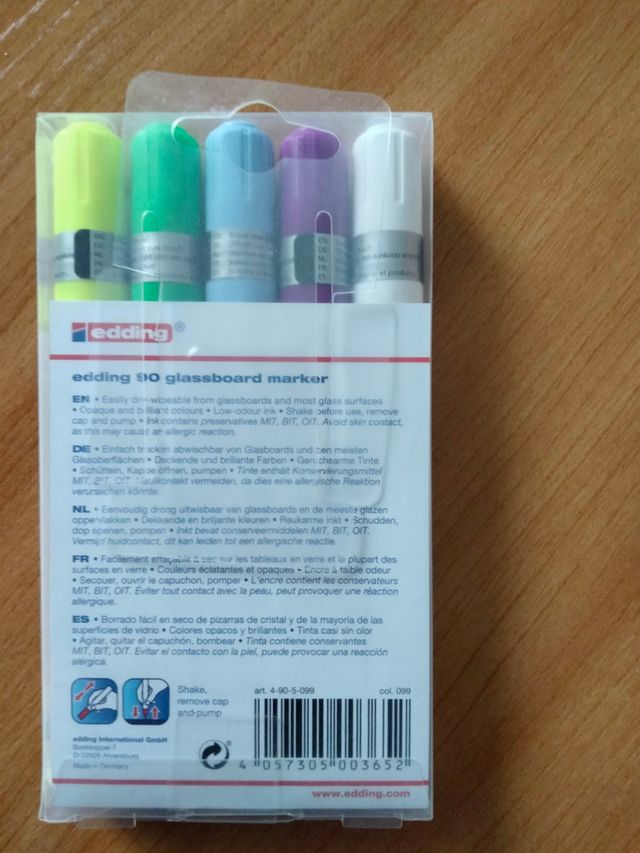 EN
DE
NL
FR
ES
edding®
edding 90 glassboard marker
EN • Easily dry-wipeable from glassboards and most glass surfaces
• Opaque and brilliant colours • Low-odour ink • Shake before use, remove
cap and pump • Ink contains preservatives MIT, BIT, OIT. Avoid skin contact,
as this may cause an allergic reaction.
DE • Einfach trocken abwischbar von Glasboards und den meisten
Glasoberflächen • Deckende und brillante Farben • Geruchsarme Tinte
• Schütteln, Kappe öffnen, pumpen • Tinte enthält Konservierungsmittel
MIT, BIT, OIT. Hautkontakt vermeiden, da dies eine allergische Reaktion
verursachen könnte.
NL • Eenvoudig droog uitwisbaar van glassboards en de meeste glazen
oppervlakken • Dekkende en briljante kleuren • Reukarme inkt • Schudden,
dop openen, pompen • Inkt bevat conserveermiddelen MIT, BIT, OIT.
Vermijd huidcontact, dit kan leiden tot een allergische reactie.
FR • Facilement effaçable à sec sur les tableaux en verre et la plupart des
surfaces en verre • Couleurs éclatantes et opaques • Encre à faible odeur
• Secouer, ouvrir le capuchon, pomper • L'encre contient les conservateurs
MIT, BIT, OIT. Éviter tout contact avec la peau, peut provoquer une réaction
allergique.
ES • Borrado fácil en seco de pizarras de cristal y de la mayoría de las
superficies de vidrio • Colores opacos y brillantes • Tinta casi sin olor
• Agitar, quitar el capuchón, bombear • Tinta contiene conservantes
MIT, BIT, OIT. Evitar el contacto con la piel, puede provocar una reacción
alérgica.
Shake,
remove cap
and pump
art. 4-90-5-099 col. 099
edding International GmbH
Bookkoppel 7
D-22926 Ahrensburg
Made in Germany
4 057305 003652
www.edding.com